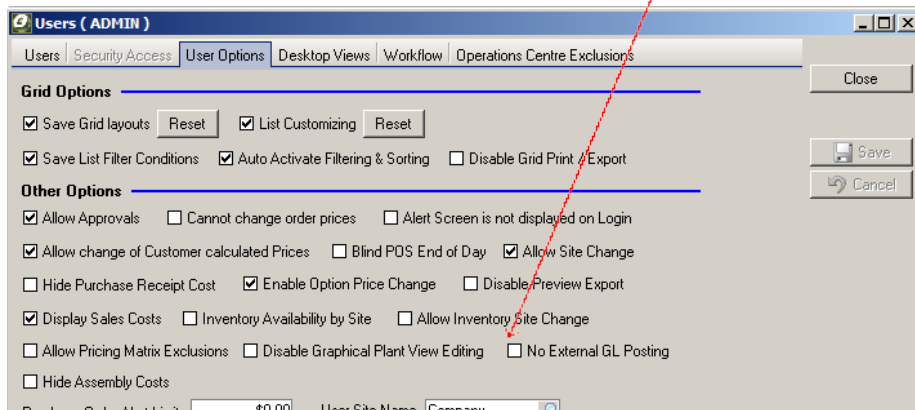 Users ( ADMIN )
Users Security Access User Options Desktop Views Workflow Operations Centre Exclusions
Close
Grid Options
Save Grid layouts Reset List Customizing Reset
Save List Filter Conditions Auto Activate Filtering & Sorting Disable Grid Print / Export
Save
Cancel
Other Options
Allow Approvals Cannot change order prices Alert Screen is not displayed on Login
Allow change of Customer calculated Prices Blind POS End of Day Allow Site Change
Hide Purchase Receipt Cost Enable Option Price Change Disable Preview Export
Display Sales Costs Inventory Availability by Site Allow Inventory Site Change
Allow Pricing Matrix Exclusions Disable Graphical Plant View Editing No External GL Posting
Hide Assembly Costs
$0.00 User Site Name Company